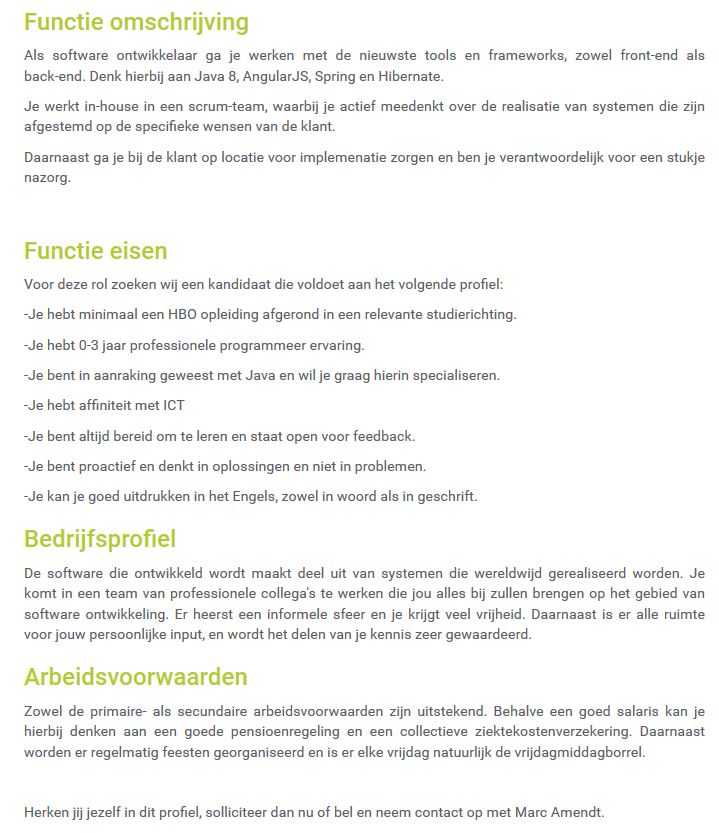 Functie omschrijving
Als software ontwikkelaar ga je werken met de nieuwste tools en frameworks, zowel front-end als
back-end. Denk hierbij aan Java 8, AngularJS, Spring en Hibernate.
Je werkt in-house in een scrum-team, waarbij je actief meedenkt over de realisatie van systemen die zijn
afgestemd op de specifieke wensen van de klant.
Daarnaast ga je bij de klant op locatie voor implemenatie zorgen en ben je verantwoordelijk voor een stukje
nazorg.
Functie eisen
Voor deze rol zoeken wij een kandidaat die voldoet aan het volgende profiel:
-Je hebt minimaal een HBO opleiding afgerond in een relevante studierichting.
-Je hebt 0-3 jaar professionele programmeer ervaring.
-Je bent in aanraking geweest met Java en wil je graag hierin specialiseren.
-Je hebt affiniteit met ICT
-Je bent altijd bereid om te leren en staat open voor feedback.
-Je bent proactief en denkt in oplossingen en niet in problemen.
-Je kan je goed uitdrukken in het Engels, zowel in woord als in geschrift.
Bedrijfsprofiel
De software die ontwikkeld wordt maakt deel uit van systemen die wereldwijd gerealiseerd worden. Je
komt in een team van professionele collega's te werken die jou alles bij zullen brengen op het gebied van
software ontwikkeling. Er heerst een informele sfeer en je krijgt veel vrijheid. Daarnaast is er alle ruimte
voor jouw persoonlijke input, en wordt het delen van je kennis zeer gewaardeerd.
Arbeidsvoorwaarden
Zowel de primaire- als secundaire arbeidsvoorwaarden zijn uitstekend. Behalve een goed salaris kan je
hierbij denken aan een goede pensioenregeling en een collectieve ziektekostenverzekering. Daarnaast
worden er regelmatig feesten georganiseerd en is er elke vrijdag natuurlijk de vrijdagmiddagborrel.
Herken jij jezelf in dit profiel, solliciteer dan nu of bel en neem contact op met Marc Amendt.